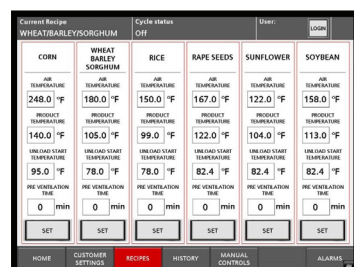 Current Recipe
WHEAT/BARLEY/SORGHUM
Cycle status
Off
User:
LOGIN
CORN
AIR
TEMPERATURE
248.0 °F
PRODUCT
TEMPERATURE
140.0 °F
UNLOAD START
TEMPERATURE
95.0 °F
PRE VENTILATION
TIME
0 min
SET
WHEAT
BARLEY
SORGHUM
AIR
TEMPERATURE
180.0 °F
PRODUCT
TEMPERATURE
105.0 °F
UNLOAD START
TEMPERATURE
78.0 °F
PRE VENTILATION
TIME
0 min
SET
RICE
AIR
TEMPERATURE
150.0 °F
PRODUCT
TEMPERATURE
99.0 °F
UNLOAD START
TEMPERATURE
78.0 °F
PRE VENTILATION
TIME
0 min
SET
RAPE SEEDS
AIR
TEMPERATURE
167.0 °F
PRODUCT
TEMPERATURE
122.0 °F
UNLOAD START
TEMPERATURE
82.4 °F
PRE VENTILATION
TIME
0 min
SET
SUNFLOWER
AIR
TEMPERATURE
122.0 °F
PRODUCT
TEMPERATURE
104.0 °F
UNLOAD START
TEMPERATURE
82.4 °F
PRE VENTILATION
TIME
0 min
SET
SOYBEAN
AIR
TEMPERATURE
158.0 °F
PRODUCT
TEMPERATURE
113.0 °F
UNLOAD START
TEMPERATURE
82.4 °F
PRE VENTILATION
TIME
0 min
SET
HOME
CUSTOMER
SETTINGS
RECIPES
HISTORY
MANUAL
CONTROLS
ALARMS